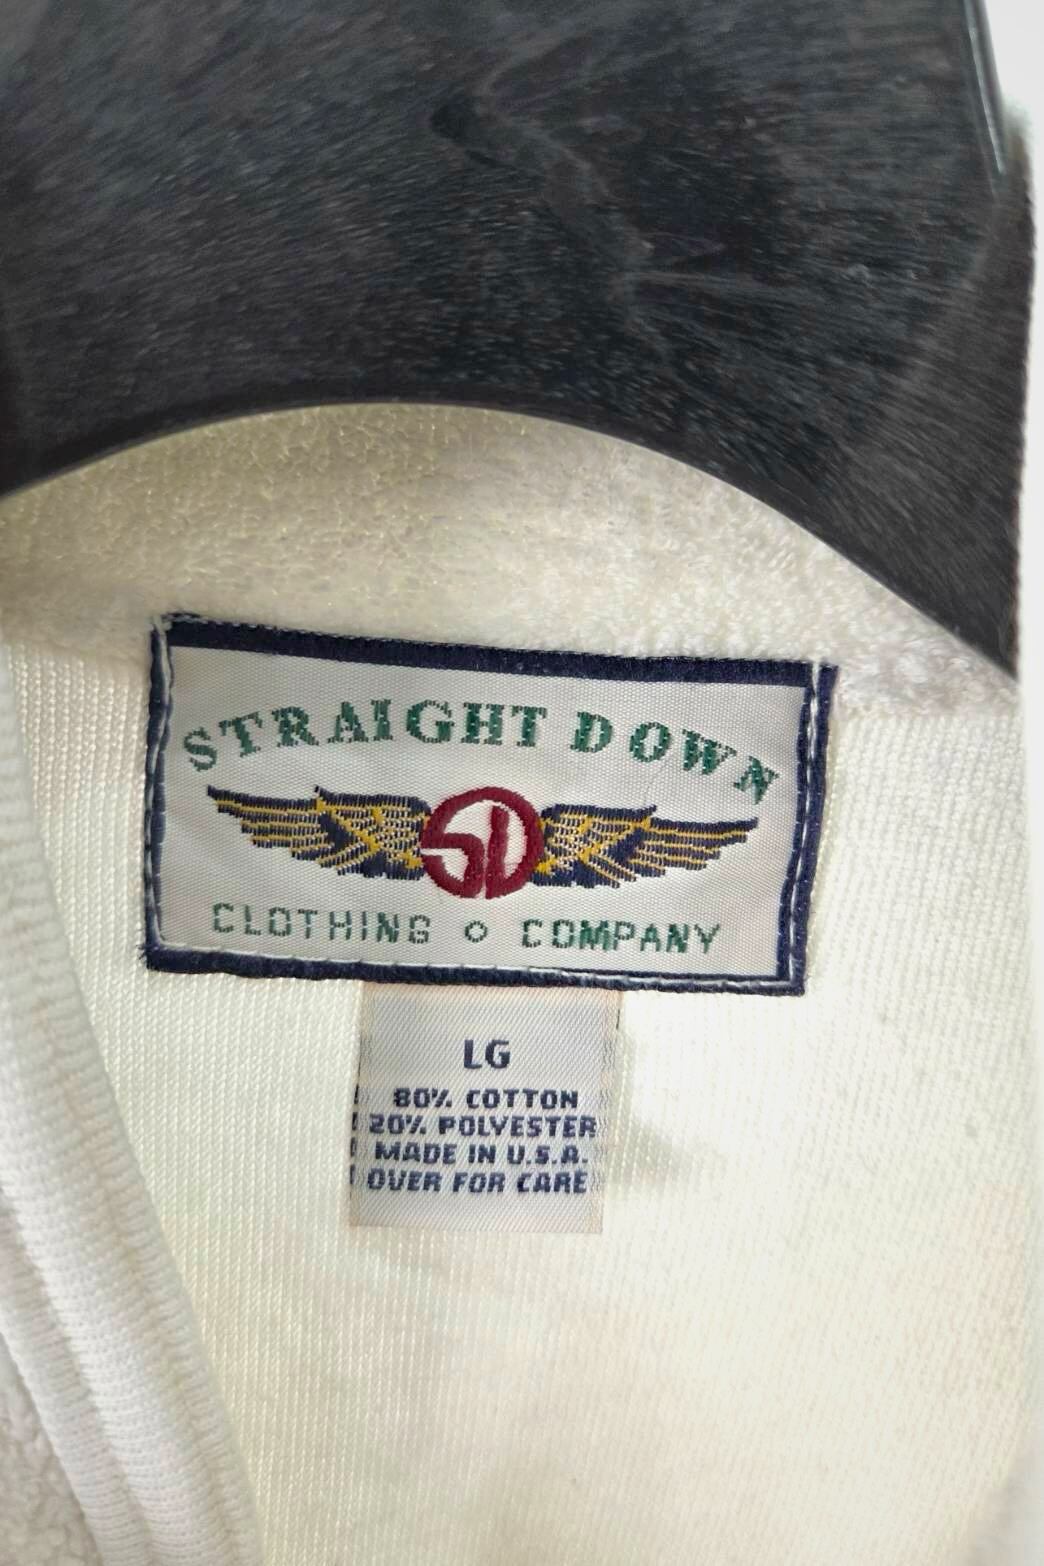 STRAIGHT DOWN
SD
CLOTHING o COMPANY
LG
80% COTTON
20% POLYESTER
MADE IN U.S.A.
OVER FOR CARE